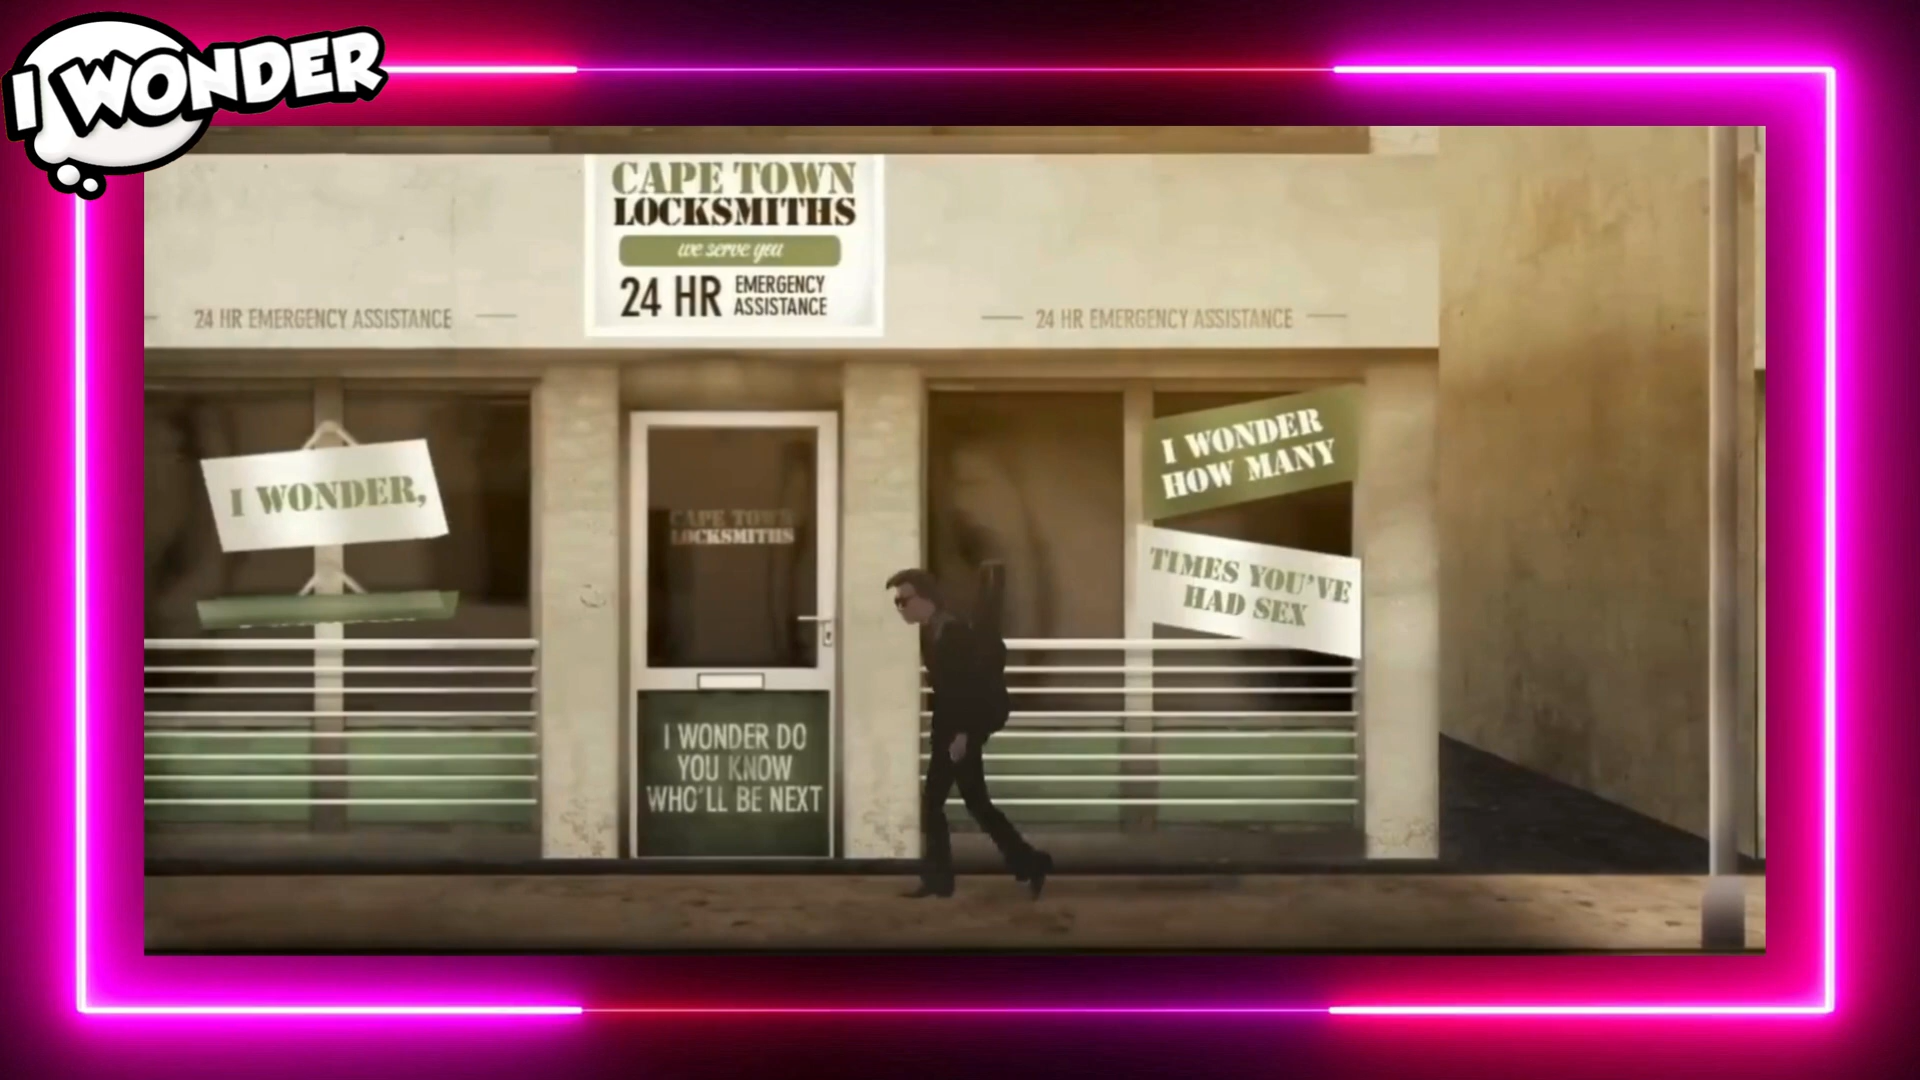 I WONDER
CAPE TOWN
LOCKSMITHS
we serve you
24 HR EMERGENCY
ASSISTANCE
24 HR EMERGENCY ASSISTANCE
24 HR EMERGENCY ASSISTANCE
I WONDER,
CAPE TOWN
LOCKSMITHS
I WONDER DO
YOU KNOW
WHO'LL BE NEXT
I WONDER
HOW MANY
TIMES YOU'VE
HAD SEX